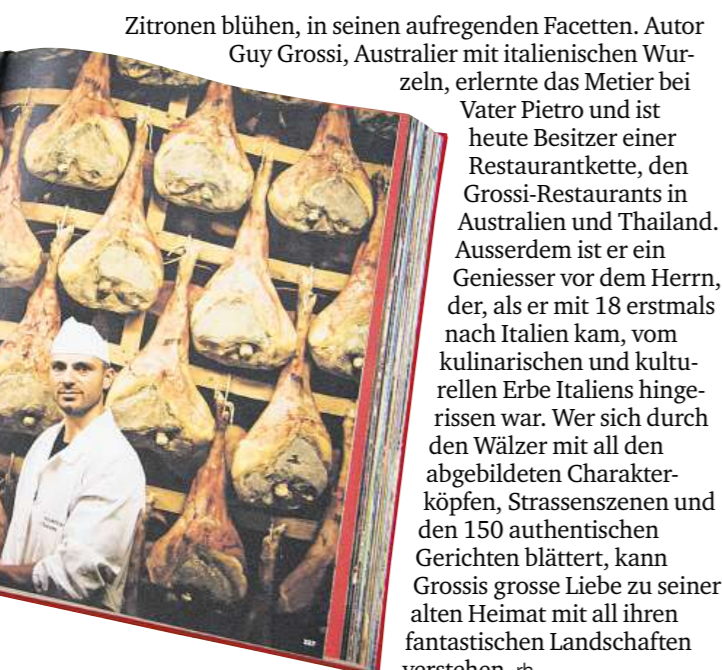 Zitronen blühen, in seinen aufregenden Facetten. Autor
Guy Grossi, Australier mit italienischen Wur-
zeln, erlernte das Metier bei
Vater Pietro und ist
heute Besitzer einer
Restaurantkette, den
Grossi-Restaurants in
Australien und Thailand.
Ausserdem ist er ein
Geniesser vor dem Herrn,
der, als er mit 18 erstmals
nach Italien kam, vom
kulinarischen und kultu-
rellen Erbe Italiens hinge-
rissen war. Wer sich durch
den Wälzer mit all den
abgebildeten Charakter-
köpfen, Strassenszenen und
den 150 authentischen
Gerichten blättert, kann
Grossis grosse Liebe zu seiner
alten Heimat mit all ihren
fantastischen Landschaften
verstehen. rb